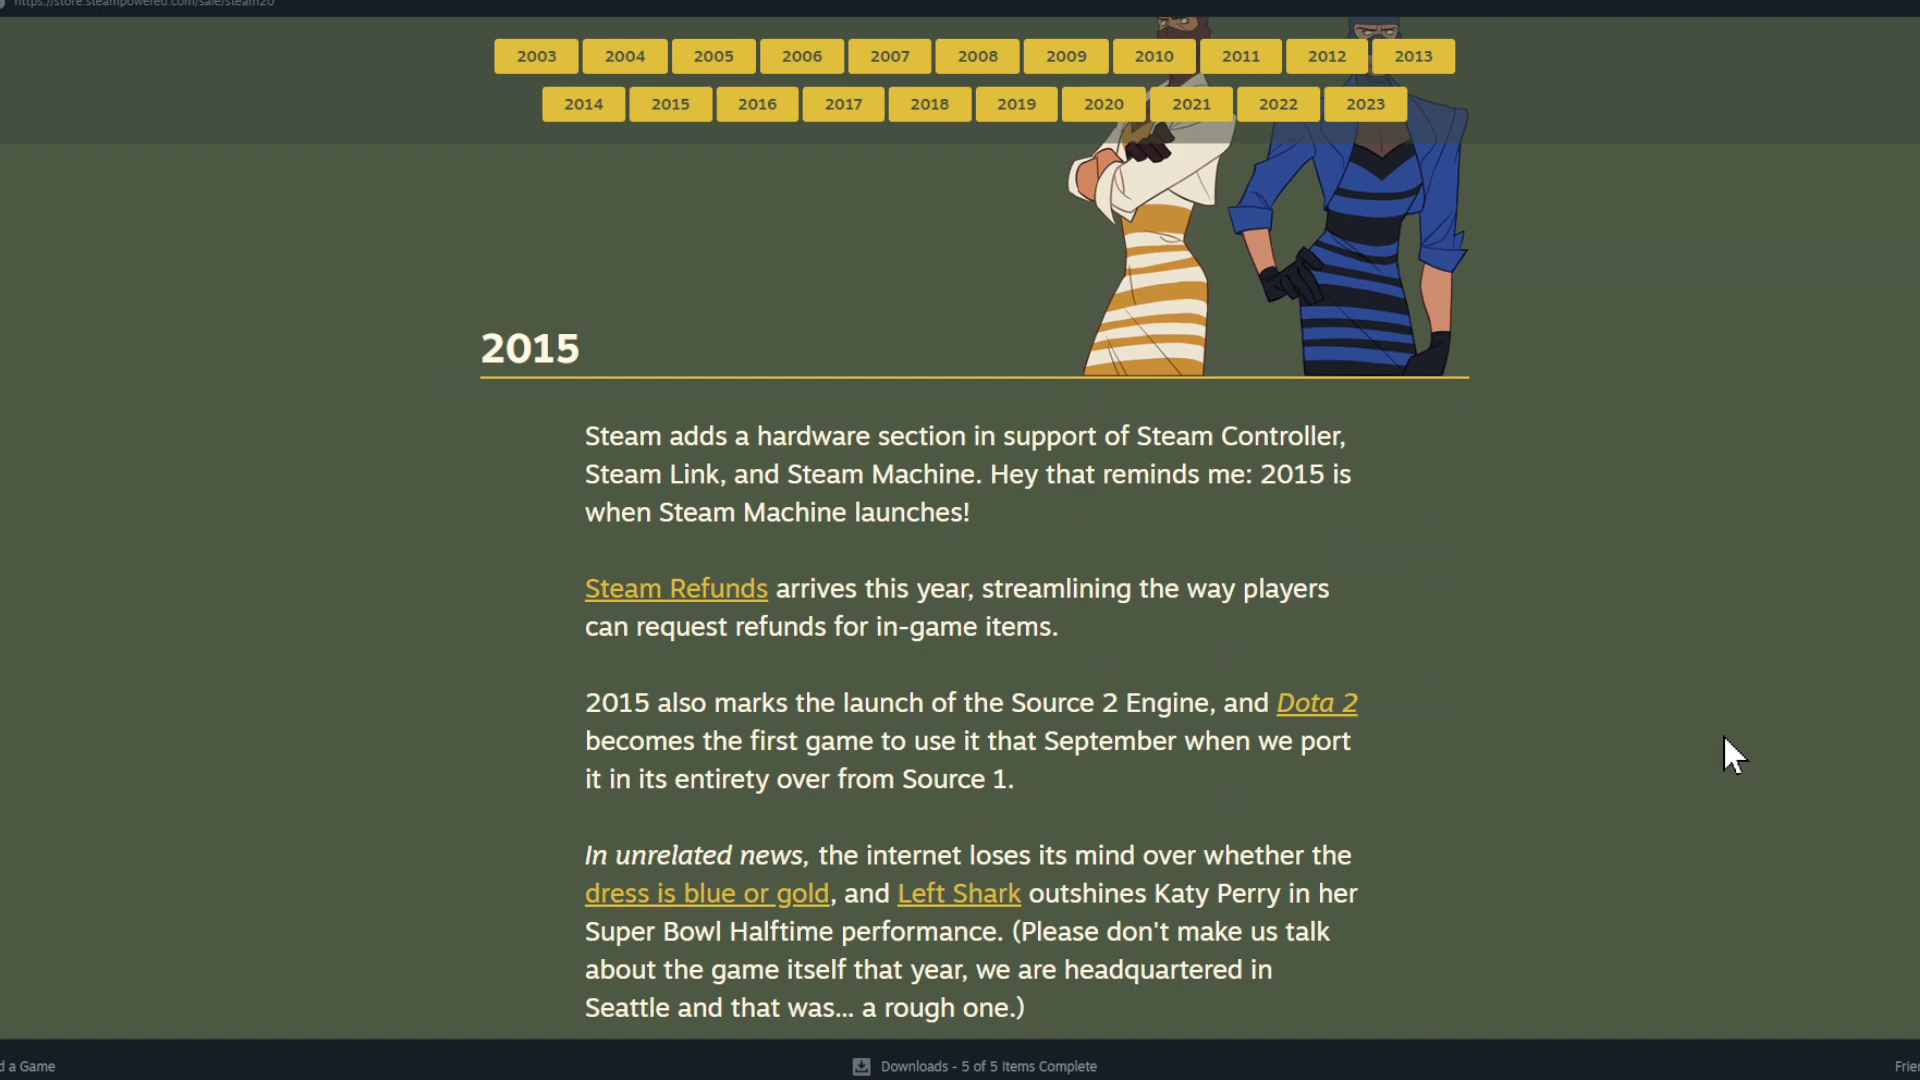 https://store.steampowered.com/sale/steam20
2003 2004 2005 2006 2007 2008 2009 2010 2011 2012 2013
2014 2015 2016 2017 2018 2019 2020 2021 2022 2023
2015
Steam adds a hardware section in support of Steam Controller,
Steam Link, and Steam Machine. Hey that reminds me: 2015 is
when Steam Machine launches!
Steam Refunds arrives this year, streamlining the way players
can request refunds for in-game items.
2015 also marks the launch of the Source 2 Engine, and Dota 2
becomes the first game to use it that September when we port
it in its entirety over from Source 1.
In unrelated news, the internet loses its mind over whether the
dress is blue or gold, and Left Shark outshines Katy Perry in her
Super Bowl Halftime performance. (Please don't make us talk
about the game itself that year, we are headquartered in
Seattle and that was... a rough one.)
d a Game
Downloads - 5 of 5 Items Complete
Frie